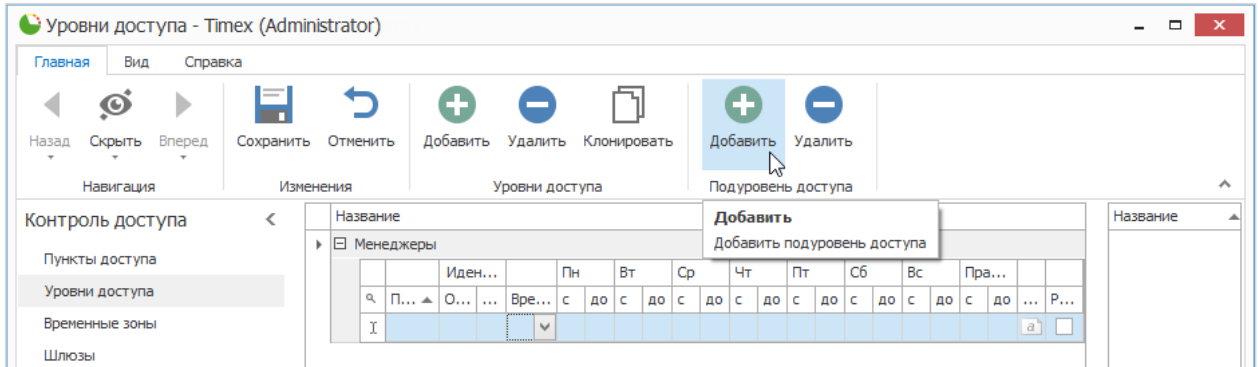 Уровни доступа - Timex (Administrator)
Главная Вид Справка
Назад Скрыть Вперед Сохранить Отменить Добавить Удалить Клонировать Добавить Удалить
Навигация Изменения Уровни доступа Подуровень доступа
Контроль доступа
Пункты доступа
Уровни доступа
Временные зоны
Шлюзы
Название
Менеджеры
Добавить
Добавить подуровень доступа
Название
Иден... Пн Вт Ср Чт Пт Сб Вс Пра...
П... О... ... Вре... с до с до с до с до с до с до с до с до ... Р...
a